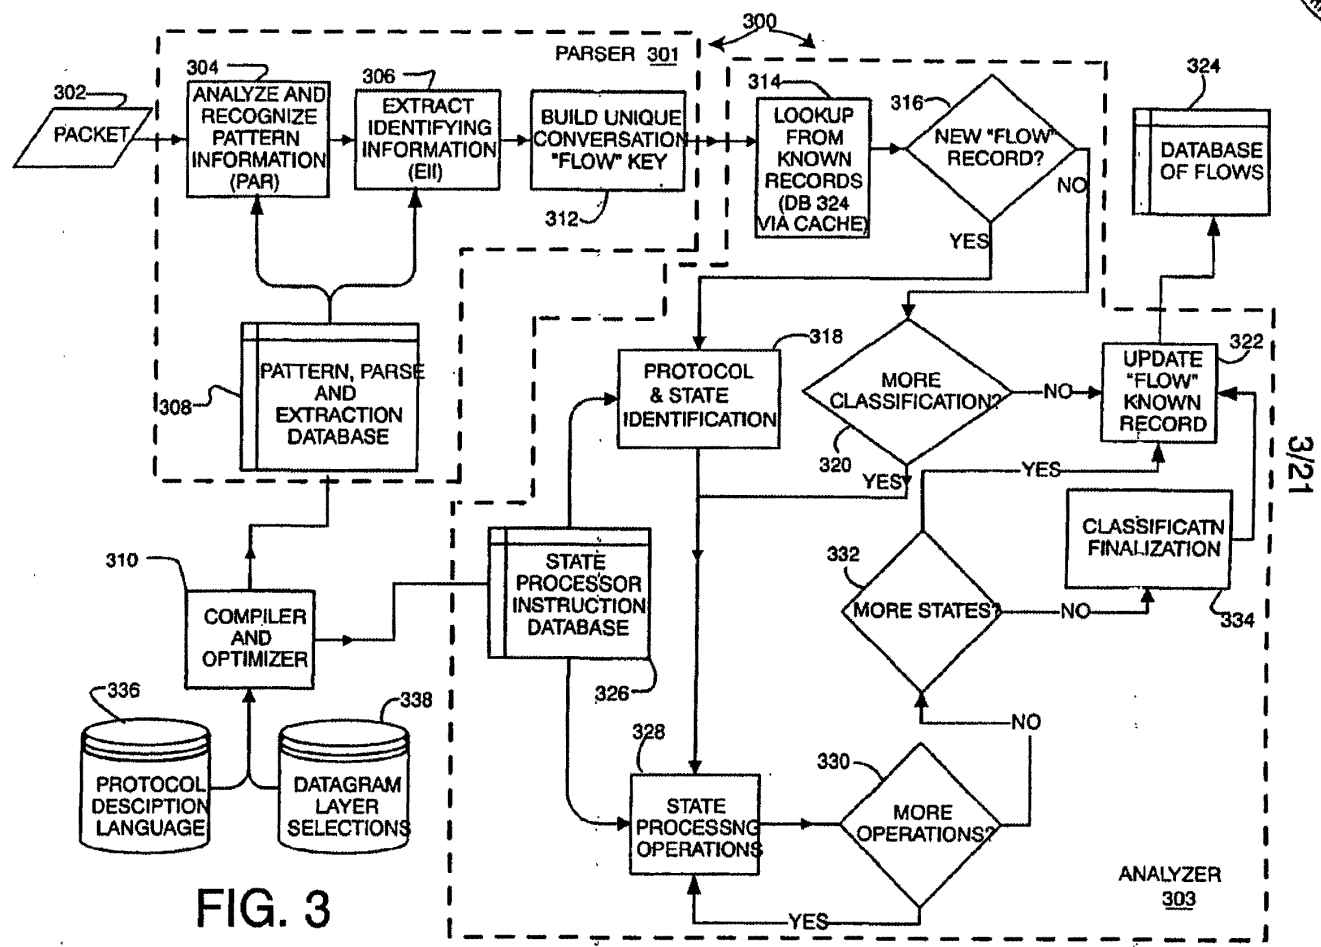 300
PARSER 301
302
PACKET
304
ANALYZE AND
RECOGNIZE
PATTERN
INFORMATION
(PAR)
306
EXTRACT
IDENTIFYING
INFORMATION
(EII)
BUILD UNIQUE
CONVERSATION
"FLOW" KEY
312
314
LOOKUP
FROM
KNOWN
RECORDS
(DB 324
VIA CACHE)
316
NEW "FLOW"
RECORD?
NO
YES
324
DATABASE
OF FLOWS
308
PATTERN, PARSE
AND
EXTRACTION
DATABASE
318
PROTOCOL
& STATE
IDENTIFICATION
MORE
CLASSIFICATION?
320
NO
YES
322
UPDATE
"FLOW"
KNOWN
RECORD
3/21
YES
CLASSIFICATN
FINALIZATION
334
332
MORE STATES?
NO
310
COMPILER
AND
OPTIMIZER
STATE
PROCESSOR
INSTRUCTION
DATABASE
326
336
PROTOCOL
DESCIPTION
LANGUAGE
338
DATAGRAM
LAYER
SELECTIONS
328
STATE
PROCESSNG
OPERATIONS
330
MORE
OPERATIONS?
NO
YES
ANALYZER
303
FIG. 3